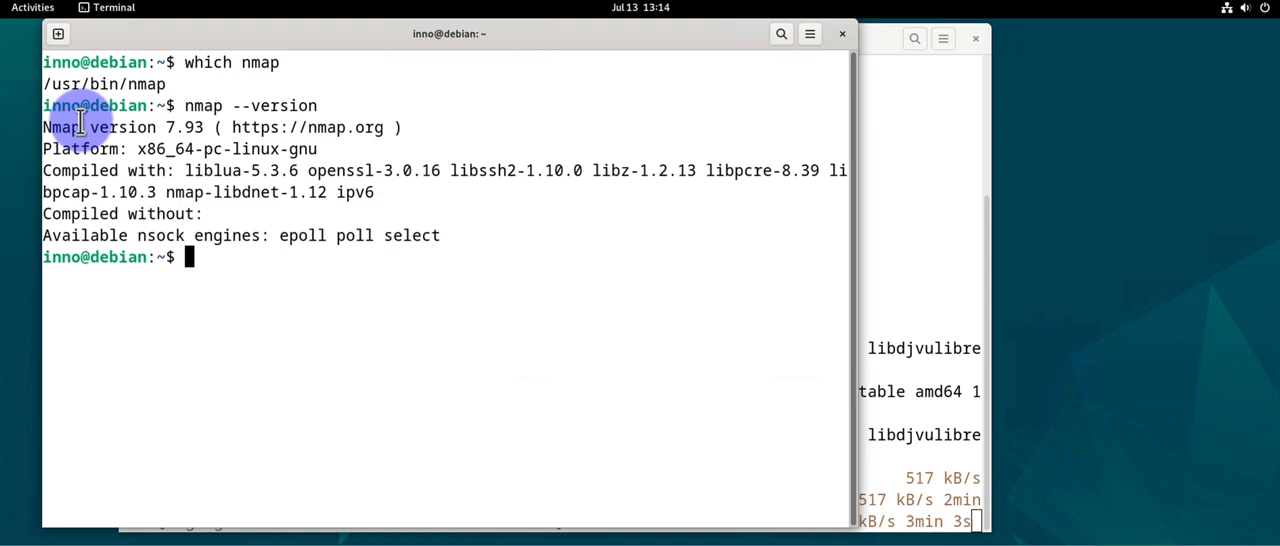 Activities Terminal Jul 13 13:14
inno@debian: ~
inno@debian:~$ which nmap
/usr/bin/nmap
inno@debian:~$ nmap --version
Nmap version 7.93 ( https://nmap.org )
Platform: x86_64-pc-linux-gnu
Compiled with: liblua-5.3.6 openssl-3.0.16 libssh2-1.10.0 libz-1.2.13 libpcre-8.39 li
bpcap-1.10.3 nmap-libdnet-1.12 ipv6
Compiled without:
Available nsock engines: epoll poll select
inno@debian:~$
libdjvulibre
table amd64 1
libdjvulibre
517 kB/s
517 kB/s 2min
kB/s 3min 3s